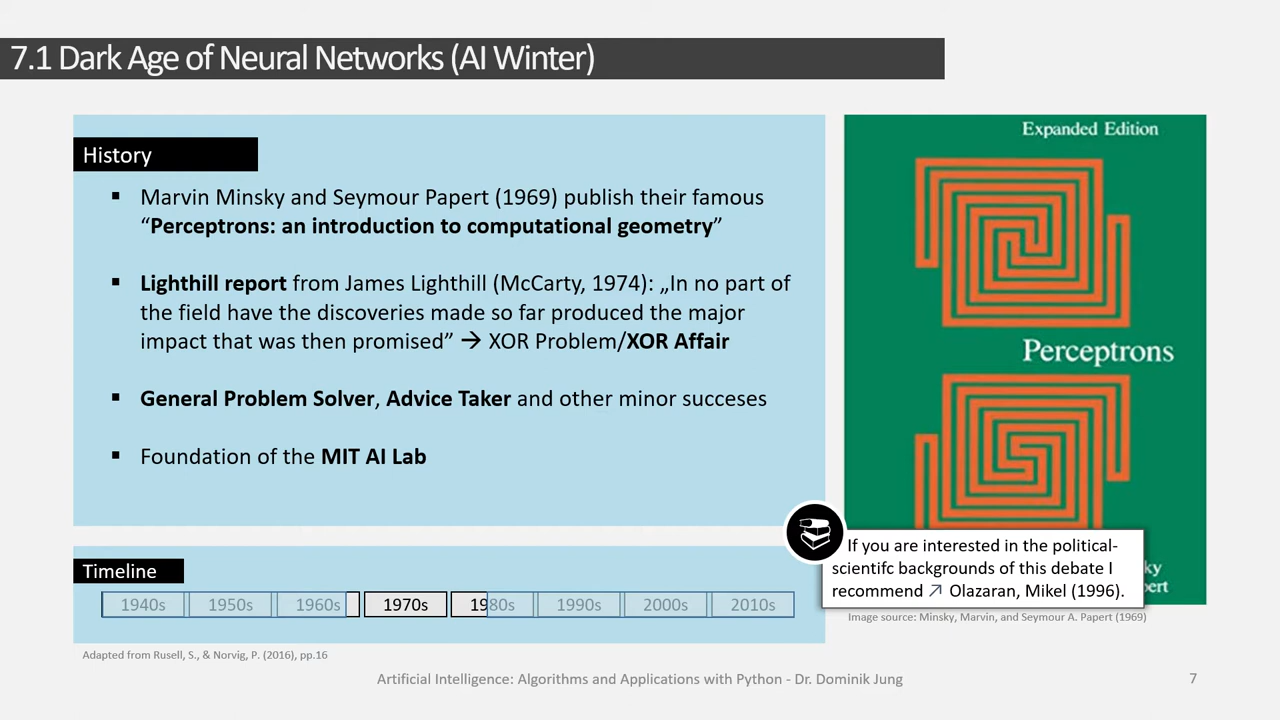 7.1 Dark Age of Neural Networks (AI Winter)
History
▪ Marvin Minsky and Seymour Papert (1969) publish their famous
“Perceptrons: an introduction to computational geometry”
▪ Lighthill report from James Lighthill (McCarty, 1974): „In no part of
the field have the discoveries made so far produced the major
impact that was then promised” → XOR Problem/XOR Affair
▪ General Problem Solver, Advice Taker and other minor succeses
▪ Foundation of the MIT AI Lab
Expanded Edition
Perceptrons
ky
pert
If you are interested in the political-
scientifc backgrounds of this debate I
recommend ↗ Olazaran, Mikel (1996).
Image source: Minsky, Marvin, and Seymour A. Papert (1969)
Timeline
1940s 1950s 1960s 1970s 1980s 1990s 2000s 2010s
Adapted from Rusell, S., & Norvig, P. (2016), pp.16
Artificial Intelligence: Algorithms and Applications with Python - Dr. Dominik Jung
7